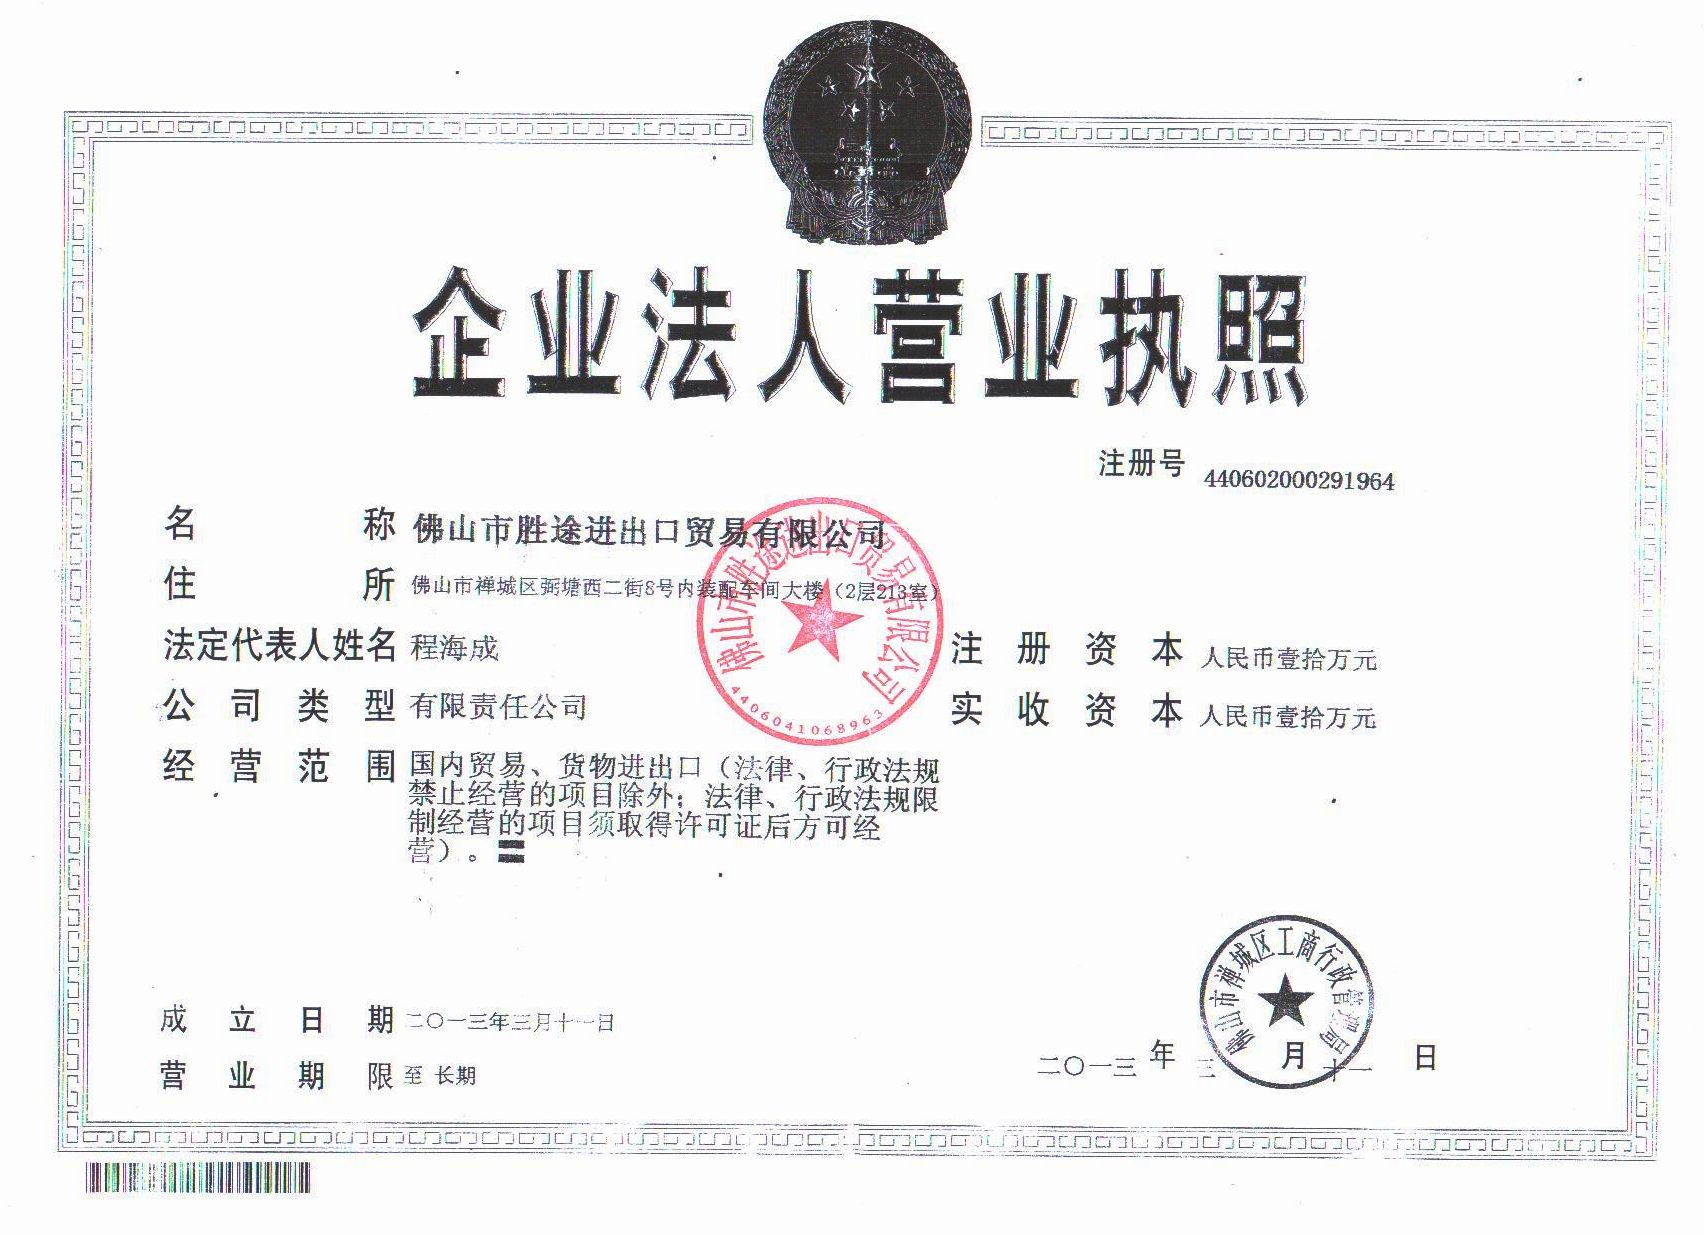 企业法人营业执照
注册号 440602000291964
名称 佛山市胜途进出口贸易有限公司
住所 佛山市禅城区弼塘西二街8号内装配车间大楼（2层213室）
法定代表人姓名 程海成
注册资本 人民币壹拾万元
公司类型 有限责任公司
实收资本 人民币壹拾万元
经营范围 国内贸易、货物进出口（法律、行政法规
禁止经营的项目除外；法律、行政法规限
制经营的项目须取得许可证后方可经
营）。
佛山市胜途进出口贸易有限公司
4406041068963
成立日期 二〇一三年三月十一日
营业期限 至 长期
佛山市禅城区工商行政管理局
二〇一三 年 三 月 十一 日